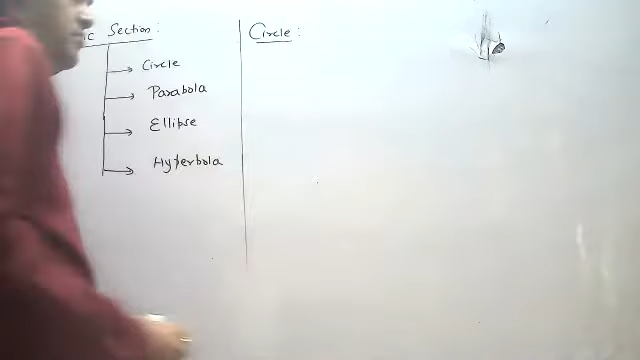 ic Section:
Circle
Parabola
Ellipse
Hyperbola
Circle: